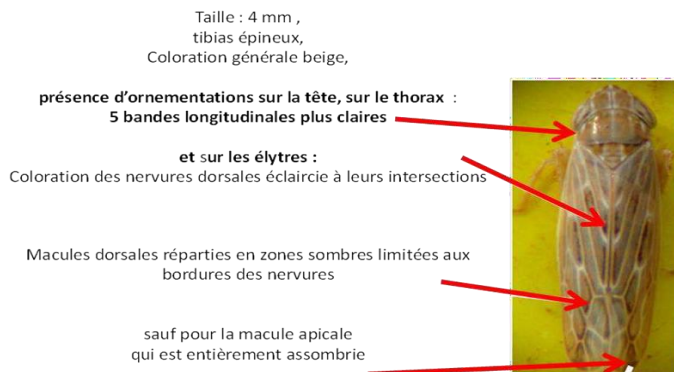 Taille : 4 mm ,
tibias épineux,
Coloration générale beige,
présence d'ornementations sur la tête, sur le thorax :
5 bandes longitudinales plus claires
et sur les élytres :
Coloration des nervures dorsales éclaircie à leurs intersections
Macules dorsales réparties en zones sombres limitées aux
bordures des nervures
sauf pour la macule apicale
qui est entièrement assombrie